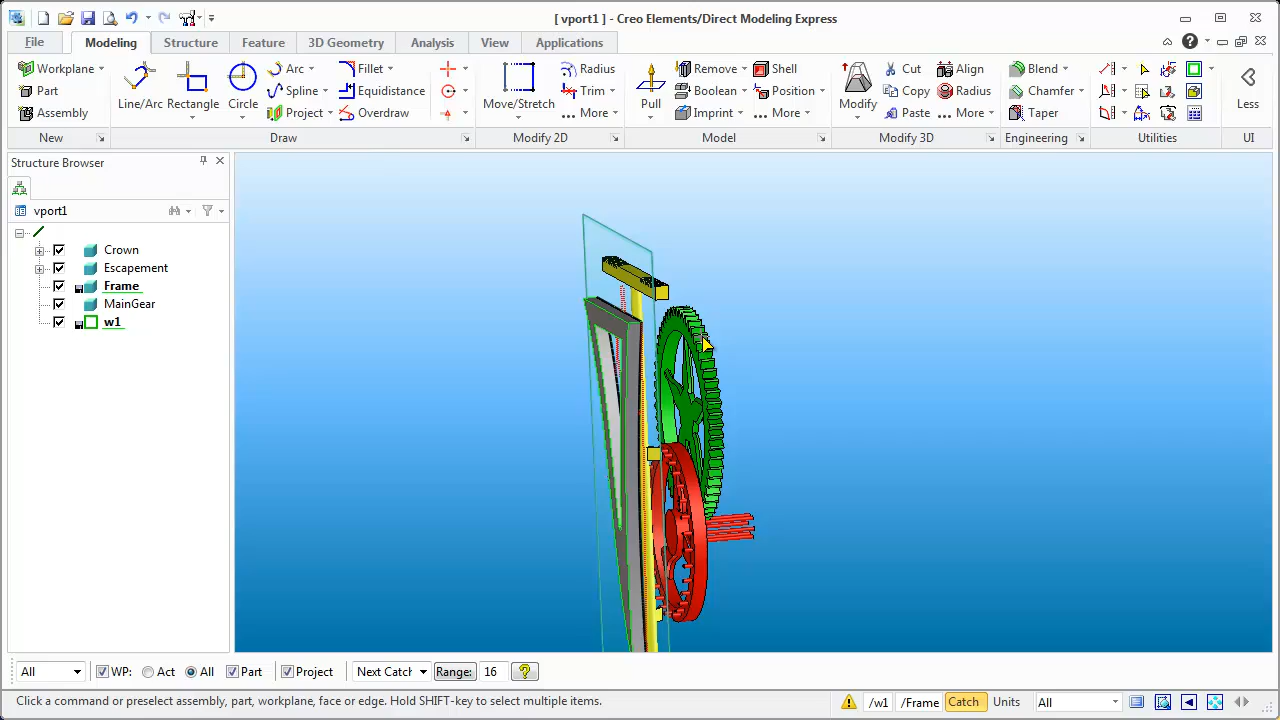 [ vport1 ] - Creo Elements/Direct Modeling Express
File Modeling Structure Feature 3D Geometry Analysis View Applications
Workplane Line/Arc Rectangle Circle Arc Fillet Move/Stretch Radius Pull Remove Shell Modify Cut Align Blend Less
Part Spline Equidistance Trim Boolean Position Copy Radius Chamfer
Assembly Project Overdraw More Imprint More Paste More Taper
New Draw Modify 2D Model Modify 3D Engineering Utilities UI
Structure Browser
vport1
Crown
Escapement
Frame
MainGear
w1
All WP: Act All Part Project Next Catch Range: 16
Click a command or preselect assembly, part, workplane, face or edge. Hold SHIFT-key to select multiple items. /w1 /Frame Catch Units All